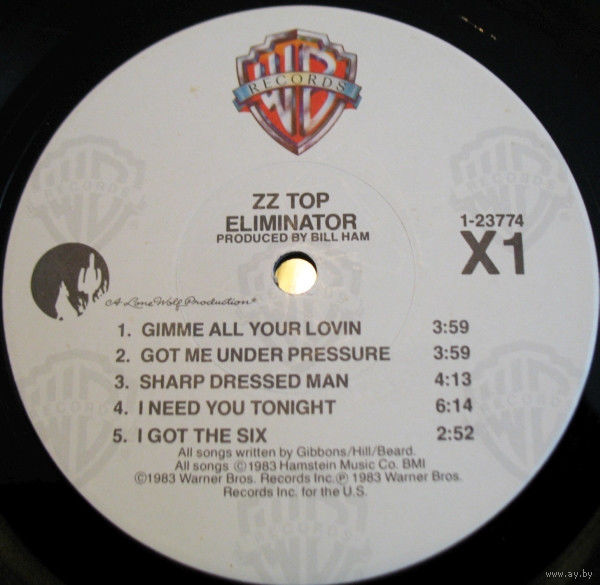 WB
RECORDS
ZZ TOP
ELIMINATOR
PRODUCED BY BILL HAM
1-23774
X1
A Lone Wolf Production*
1. GIMME ALL YOUR LOVIN 3:59
2. GOT ME UNDER PRESSURE 3:59
3. SHARP DRESSED MAN 4:13
4. I NEED YOU TONIGHT 6:14
5. I GOT THE SIX 2:52
All songs written by Gibbons/Hill/Beard.
All songs ©1983 Hamstein Music Co. BMI
©1983 Warner Bros. Records Inc.℗ 1983 Warner Bros.
Records Inc. for the U.S.
www.ay.by